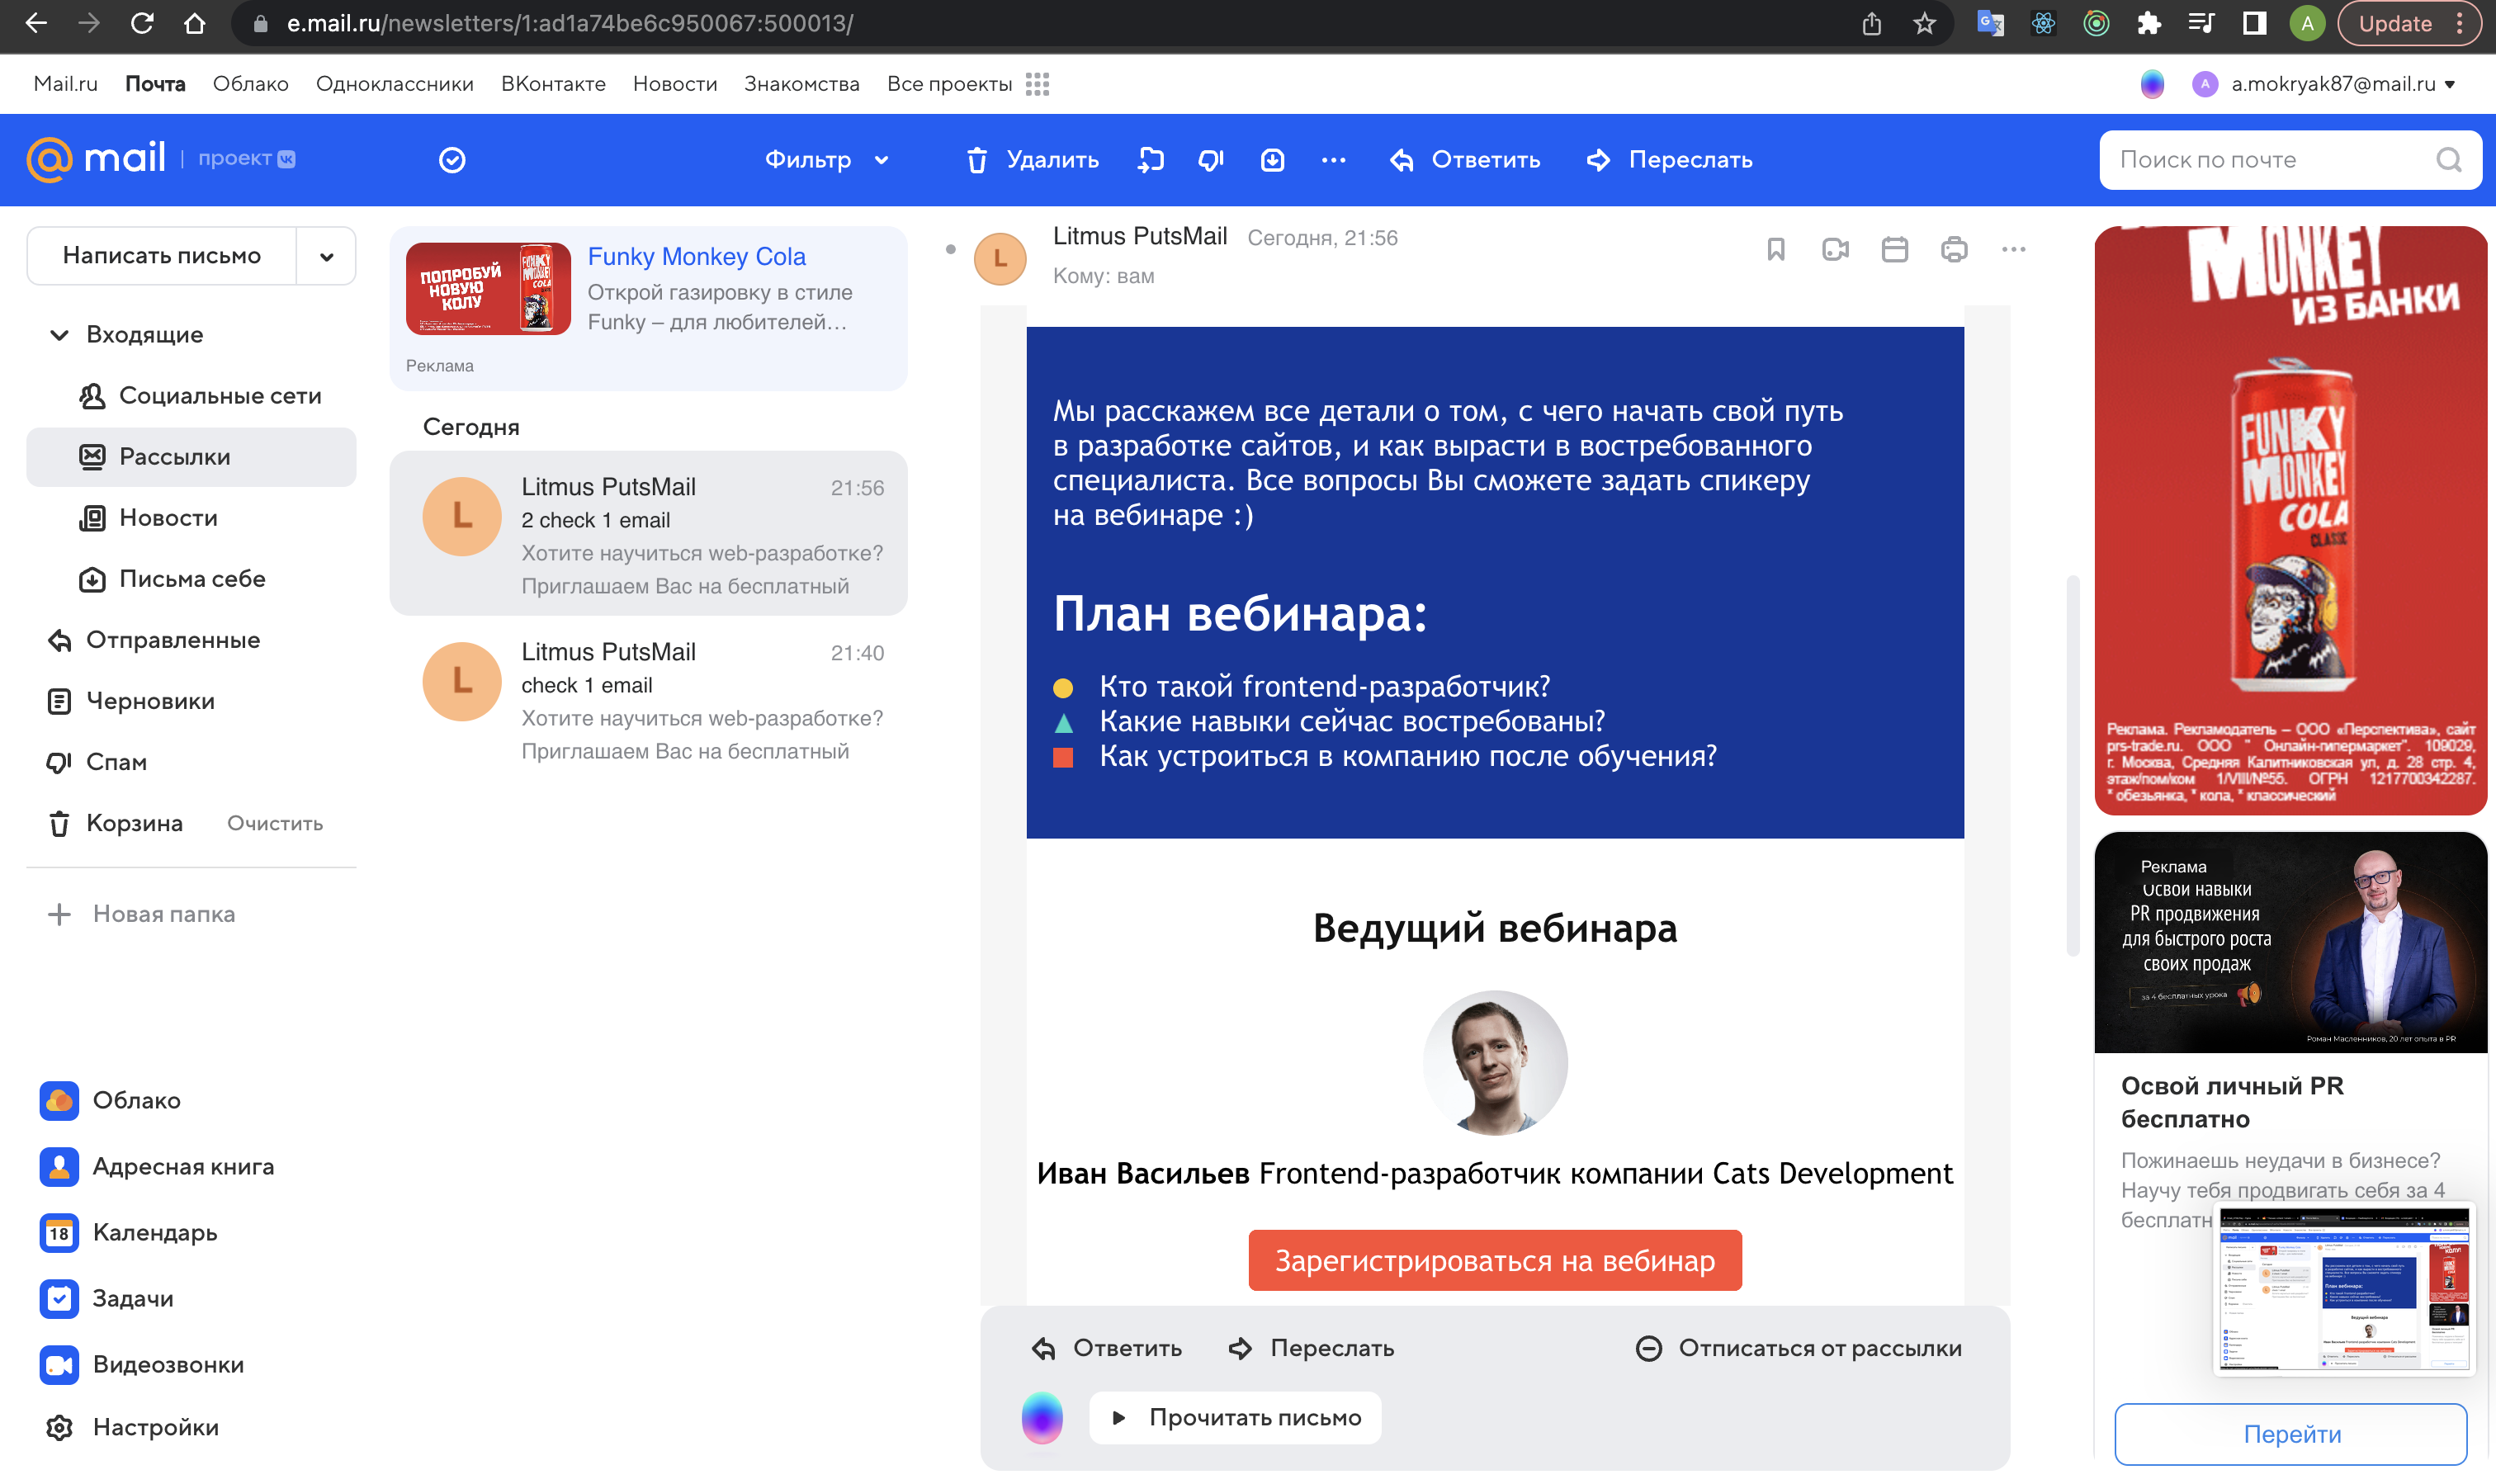 e.mail.ru/newsletters/1:ad1a74be6c950067:500013/
A
Update
Mail.ru Почта Облако Одноклассники ВКонтакте Новости Знакомства Все проекты
A
a.mokryak87@mail.ru
@mail проект
Фильтр
Удалить
Ответить
Переслать
Поиск по почте
Написать письмо
Входящие
Социальные сети
Рассылки
Новости
Письма себе
Отправленные
Черновики
Спам
Корзина Очистить
Новая папка
Облако
Адресная книга
18
Календарь
Задачи
Видеозвонки
Настройки
ПОПРОБУЙ
НОВУЮ
КОЛУ
Funky Monkey Cola
Открой газировку в стиле
Funky – для любителей...
Реклама
Сегодня
L
Litmus PutsMail 21:56
2 check 1 email
Хотите научиться web-разработке?
Приглашаем Вас на бесплатный
L
Litmus PutsMail 21:40
check 1 email
Хотите научиться web-разработке?
Приглашаем Вас на бесплатный
L
Litmus PutsMail Сегодня, 21:56
Кому: вам
Мы расскажем все детали о том, с чего начать свой путь
в разработке сайтов, и как вырасти в востребованного
специалиста. Все вопросы Вы сможете задать спикеру
на вебинаре :)
План вебинара:
Кто такой frontend-разработчик?
Какие навыки сейчас востребованы?
Как устроиться в компанию после обучения?
Ведущий вебинара
Иван Васильев Frontend-разработчик компании Cats Development
Зарегистрироваться на вебинар
Ответить
Переслать
Отписаться от рассылки
Прочитать письмо
MONKEY
ИЗ БАНКИ
FUNKY
MONKEY
COLA
CLASSIC
Реклама. Рекламодатель – ООО «Перспектива», сайт
prs-trade.ru. ООО " Онлайн-гипермаркет". 109029,
г. Москва, Средняя Калитниковская ул, д. 28 стр. 4,
этаж/пом/ком 1/VIII/№55. ОГРН 1217700342287.
* обезьянка, * кола, * классический
Реклама
Освой навыки
PR продвижения
для быстрого роста
своих продаж
за 4 бесплатных урока
Роман Масленников, 20 лет опыта в PR
Освой личный PR
бесплатно
Пожинаешь неудачи в бизнесе?
Научу тебя продвигать себя за 4
бесплатн
Перейти